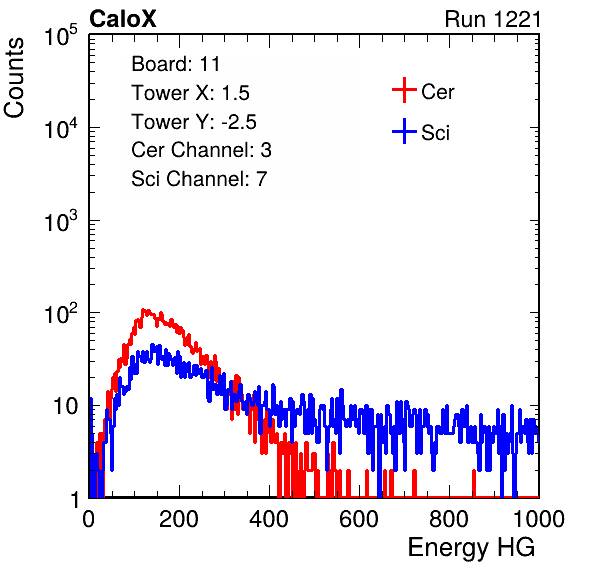 CaloX Run 1221
Counts
10^5
10^4
10^3
10^2
10
1
Board: 11
Tower X: 1.5
Tower Y: -2.5
Cer Channel: 3
Sci Channel: 7
Cer
Sci
0 200 400 600 800 1000
Energy HG